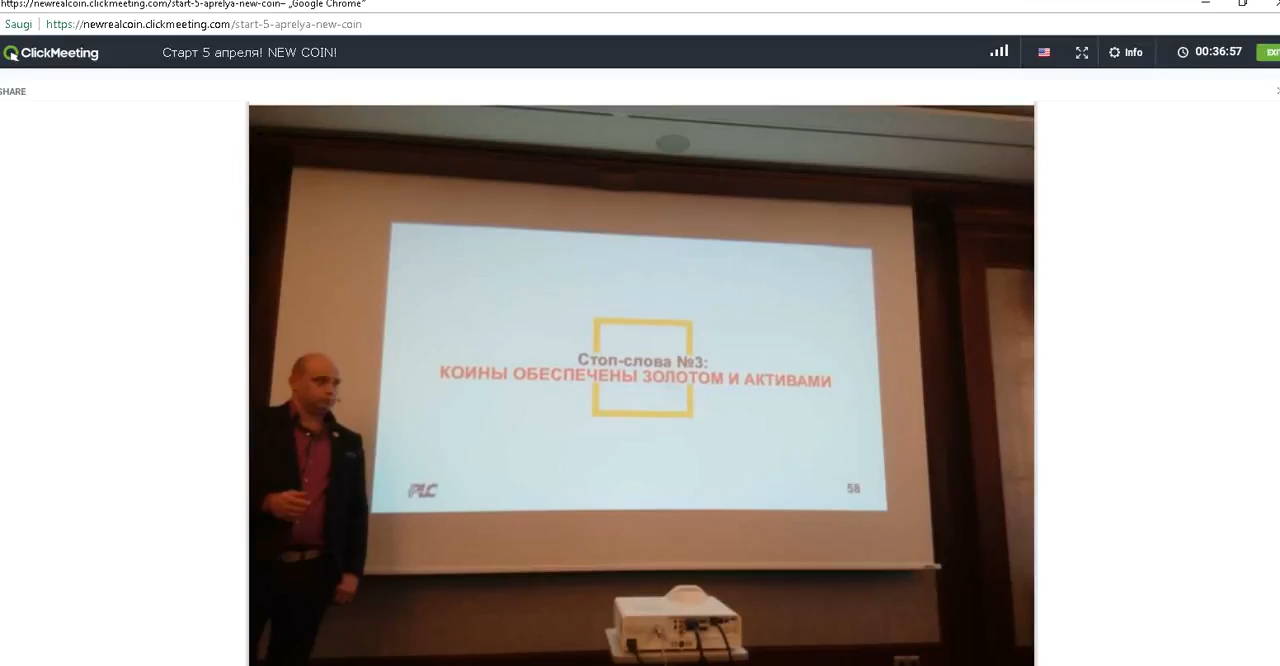 https://newrealcoin.clickmeeting.com/start-5-aprelya-new-coin– „Google Chrome“
Saugi https://newrealcoin.clickmeeting.com/start-5-aprelya-new-coin
ClickMeeting Старт 5 апреля! NEW COIN! Info 00:36:57 EXI
SHARE
Стоп-слова №3:
КОИНЫ ОБЕСПЕЧЕНЫ ЗОЛОТОМ И АКТИВАМИ
PLC 58